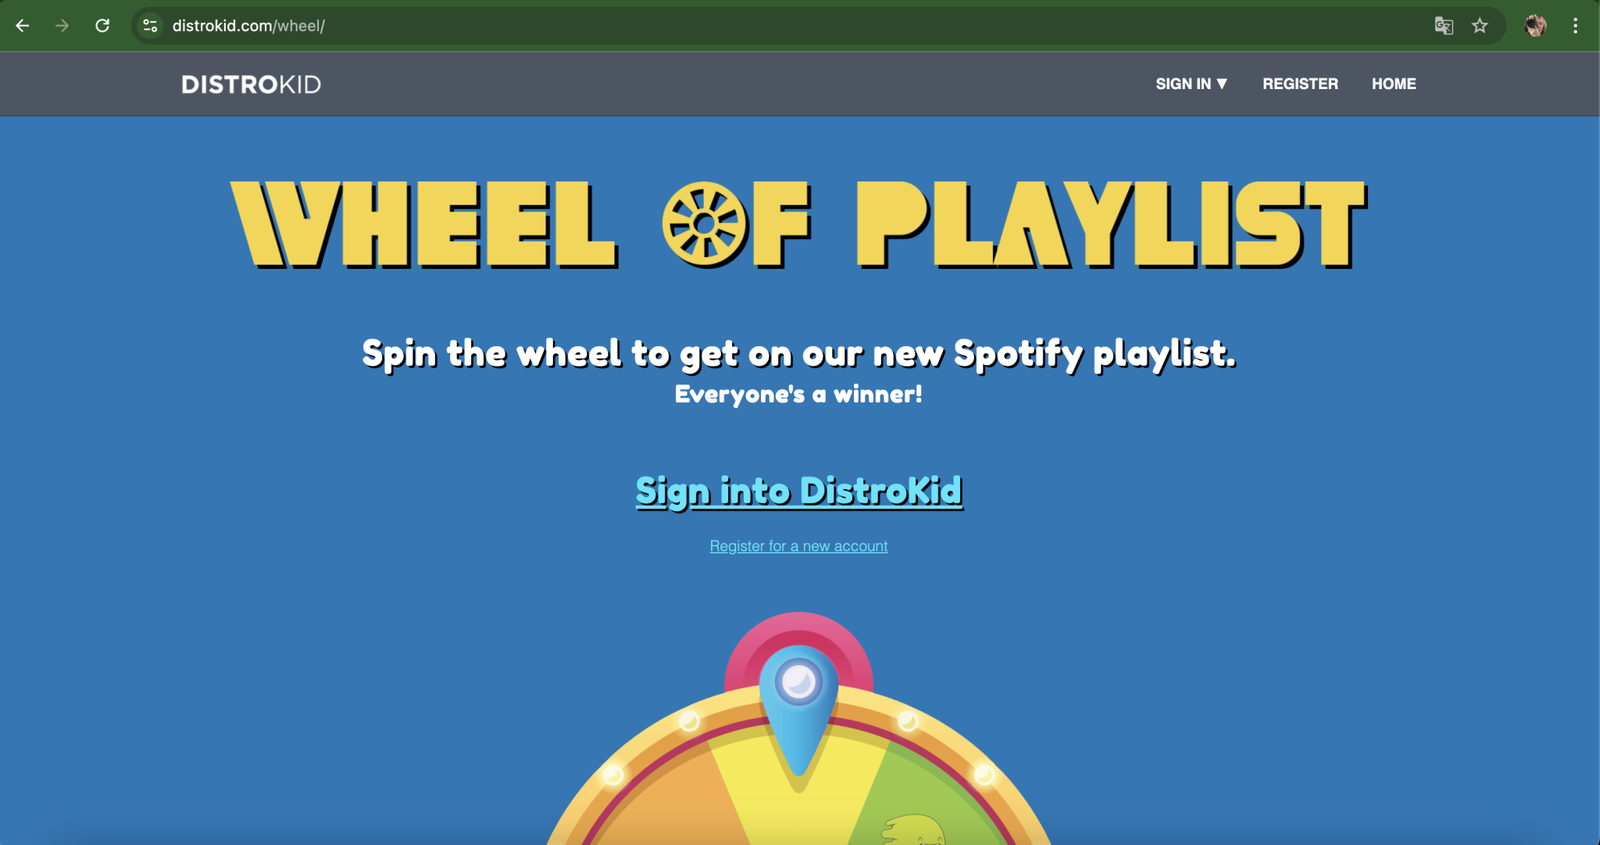 distrokid.com/wheel/
DISTROKID
SIGN IN ▼ REGISTER HOME
WHEEL OF PLAYLIST
Spin the wheel to get on our new Spotify playlist.
Everyone's a winner!
Sign into DistroKid
Register for a new account